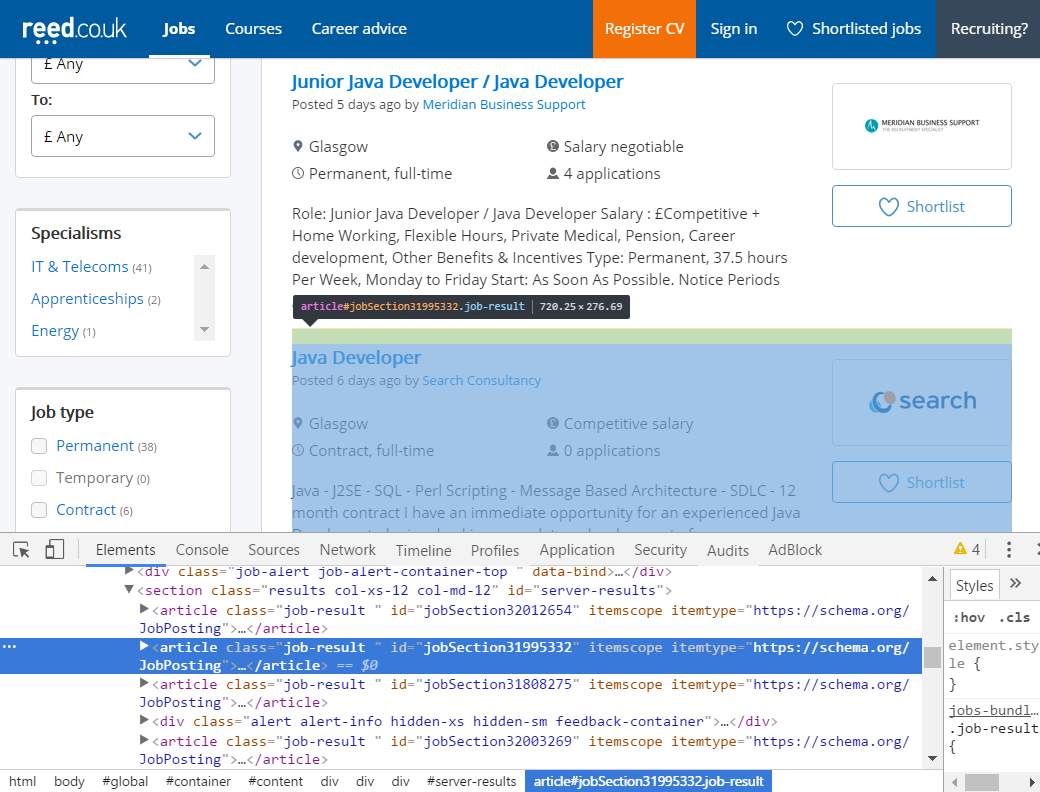 reed.co.uk Jobs Courses Career advice Register CV Sign in Shortlisted jobs Recruiting?
£ Any
To:
£ Any
Specialisms
IT & Telecoms (41)
Apprenticeships (2)
Energy (1)
Job type
Permanent (38)
Temporary (0)
Contract (6)
Junior Java Developer / Java Developer
Posted 5 days ago by Meridian Business Support
Glasgow Salary negotiable
Permanent, full-time 4 applications
Role: Junior Java Developer / Java Developer Salary : £Competitive +
Home Working, Flexible Hours, Private Medical, Pension, Career
development, Other Benefits & Incentives Type: Permanent, 37.5 hours
Per Week, Monday to Friday Start: As Soon As Possible. Notice Periods
MERIDIAN BUSINESS SUPPORT
THE RECRUITMENT SPECIALIST
Shortlist
article#jobSection31995332.job-result 720.25 × 276.69
Java Developer
Posted 6 days ago by Search Consultancy
Glasgow Competitive salary
Contract, full-time 0 applications
Java - J2SE - SQL - Perl Scripting - Message Based Architecture - SDLC - 12
month contract I have an immediate opportunity for an experienced Java
search
Shortlist
Elements Console Sources Network Timeline Profiles Application Security Audits AdBlock 4
<div class="job-alert job-alert-container-top " data-bind>…</div>
<section class="results col-xs-12 col-md-12" id="server-results">
<article class="job-result " id="jobSection32012654" itemscope itemtype="https://schema.org/
JobPosting">…</article>
<article class="job-result " id="jobSection31995332" itemscope itemtype="https://schema.org/
JobPosting">…</article> == $0
<article class="job-result " id="jobSection31808275" itemscope itemtype="https://schema.org/
JobPosting">…</article>
<div class="alert alert-info hidden-xs hidden-sm feedback-container">…</div>
<article class="job-result " id="jobSection32003269" itemscope itemtype="https://schema.org/
JobPosting">…</article>
Styles »
:hov .cls
element.sty
le {
}
jobs-bundl…
.job-result
{
html body #global #container #content div div div #server-results article#jobSection31995332.job-result